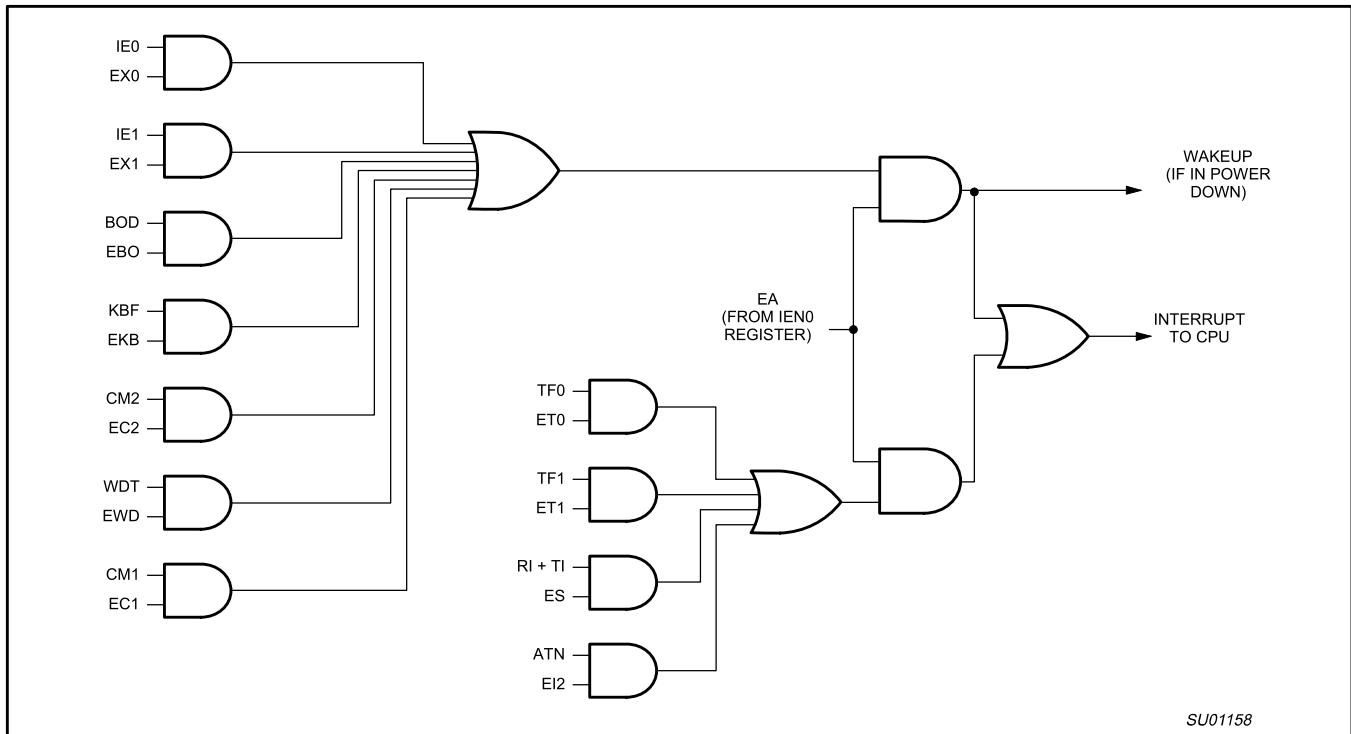 IE0
EX0
IE1
EX1
BOD
EBO
KBF
EKB
CM2
EC2
WDT
EWD
CM1
EC1
WAKEUP
(IF IN POWER
DOWN)
EA
(FROM IEN0
REGISTER)
INTERRUPT
TO CPU
TF0
ET0
TF1
ET1
RI + TI
ES
ATN
EI2
SU01158